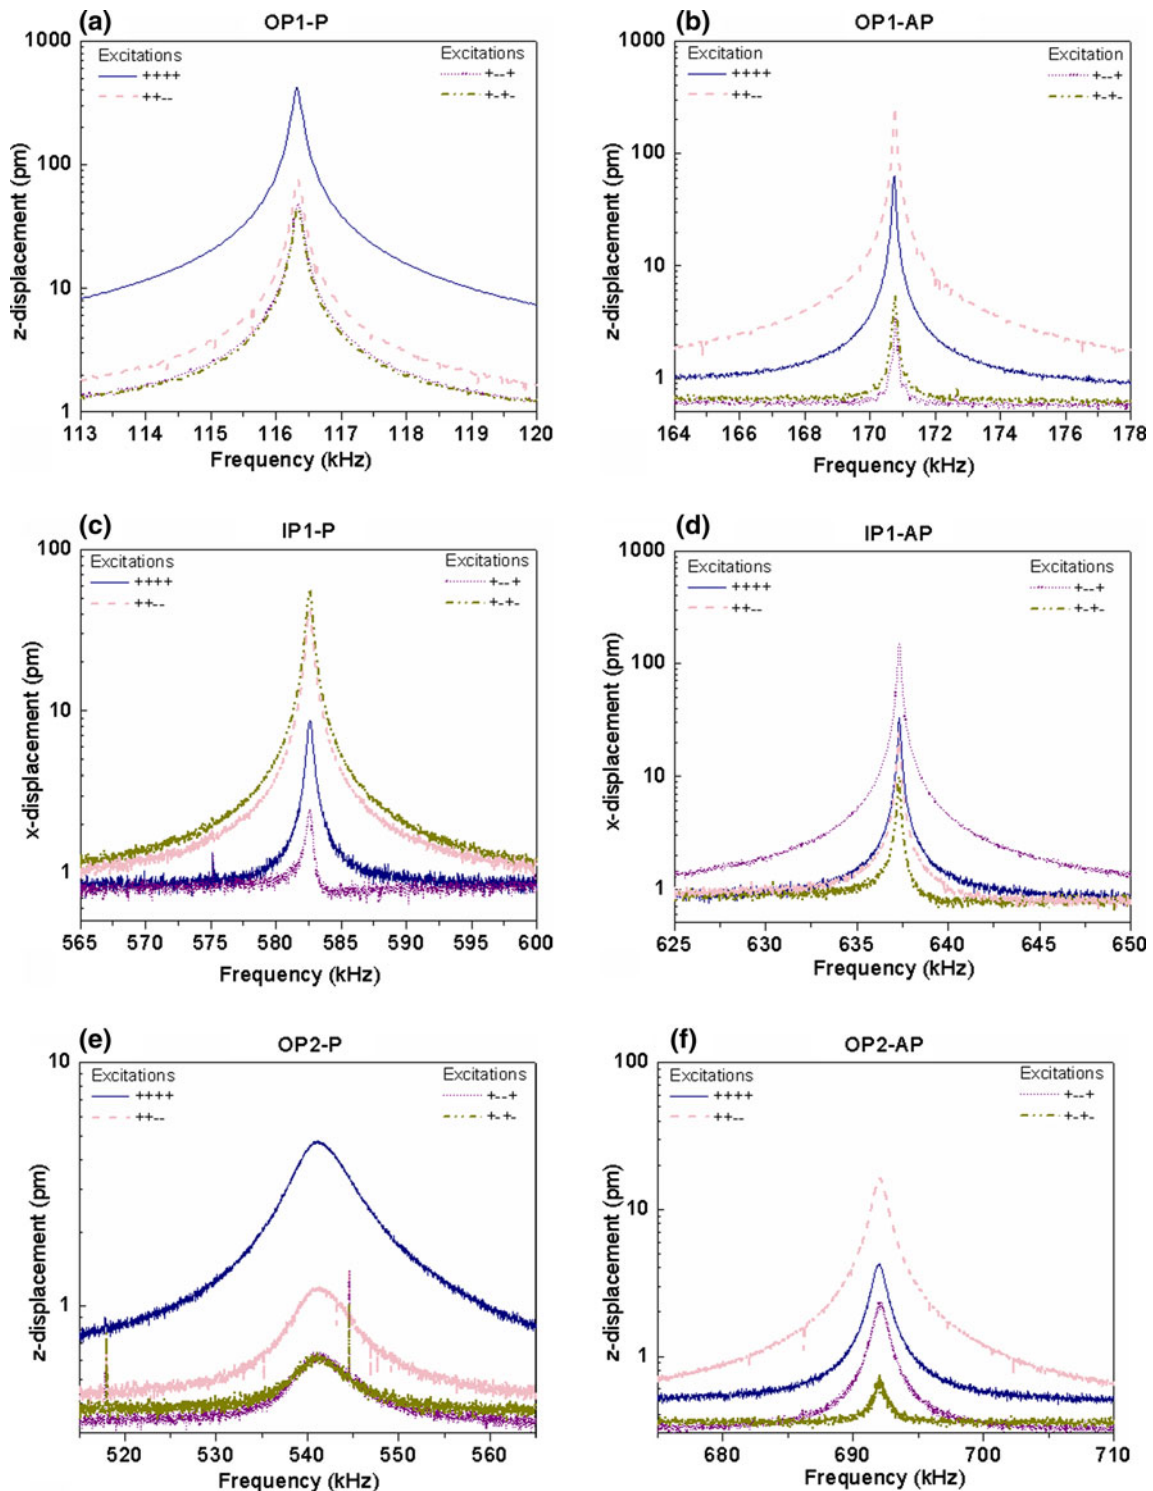 (a) OP1-P
1000
Excitations
++++
++--
Excitations
+--+
+-+-
100
10
1
z-displacement (pm)
113 114 115 116 117 118 119 120
Frequency (kHz)
(b) OP1-AP
1000
Excitations
++++
++--
Excitation
+--+
+-+-
100
10
1
z-displacement (pm)
164 166 168 170 172 174 176 178
Frequency (kHz)
(c) IP1-P
100
Excitations
++++
++--
Excitations
+--+
+-+-
10
1
x-displacement (pm)
565 570 575 580 585 590 595 600
Frequency (kHz)
(d) IP1-AP
1000
Excitations
++++
++--
Excitations
+--+
+-+-
100
10
1
x-displacement (pm)
625 630 635 640 645 650
Frequency (kHz)
(e) OP2-P
10
Excitations
++++
++--
Excitations
+--+
+-+-
1
z-displacement (pm)
520 530 540 550 560
Frequency (kHz)
(f) OP2-AP
100
Excitations
++++
++--
Excitations
+--+
+-+-
10
1
z-displacement (pm)
680 690 700 710
Frequency (kHz)